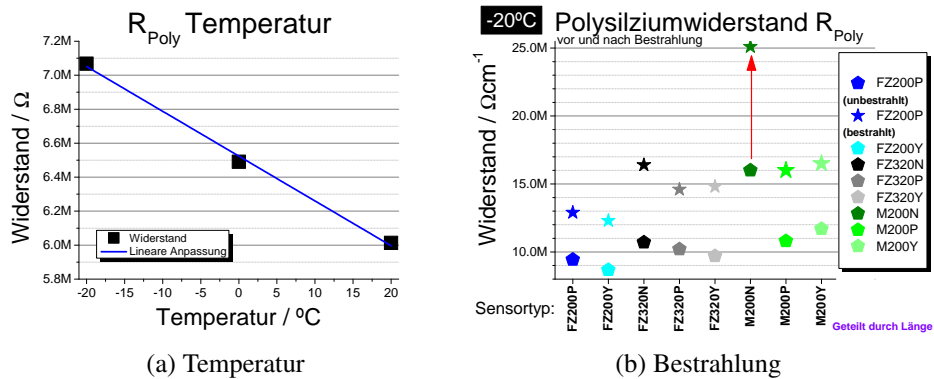 R_Poly Temperatur
7.2M
7.0M
6.8M
6.6M
6.4M
6.2M
6.0M
5.8M
Widerstand / Ω
Widerstand
Lineare Anpassung
-20 -15 -10 -5 0 5 10 15 20
Temperatur / ºC
(a) Temperatur
-20ºC Polysilziumwiderstand R_Poly
vor und nach Bestrahlung
25.0M
20.0M
15.0M
10.0M
Widerstand / Ωcm⁻¹
FZ200P
(unbestrahlt)
FZ200P
(bestrahlt)
FZ200Y
FZ320N
FZ320P
FZ320Y
M200N
M200P
M200Y
Sensortyp: FZ200P FZ200Y FZ320N FZ320P FZ320Y M200N M200P M200Y
Geteilt durch Länge
(b) Bestrahlung